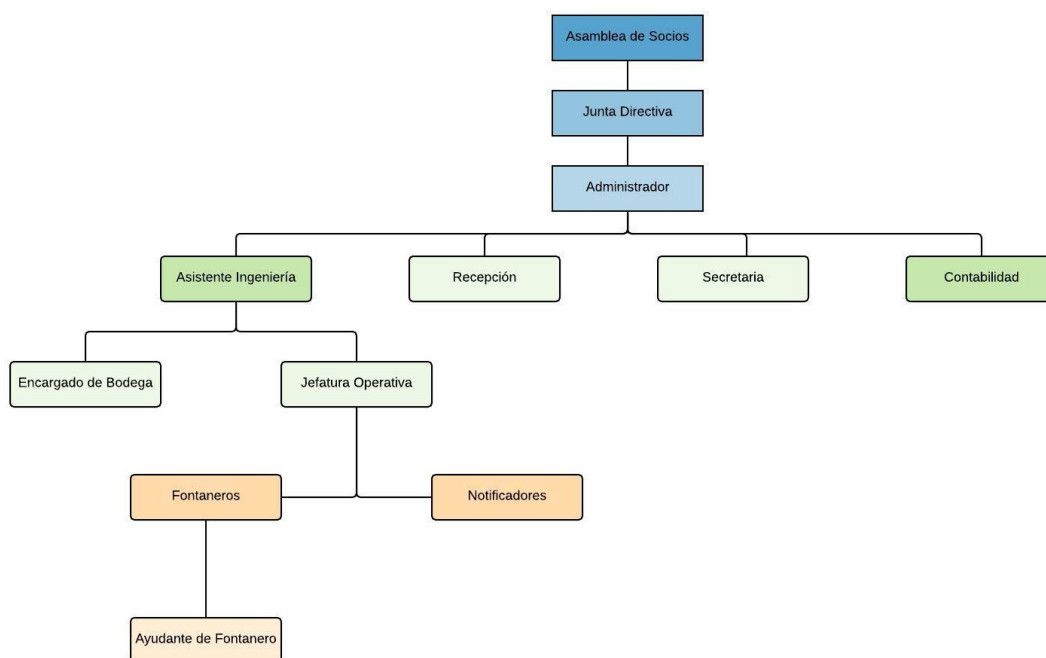 Asamblea de Socios
Junta Directiva
Administrador
Asistente Ingeniería
Recepción
Secretaria
Contabilidad
Encargado de Bodega
Jefatura Operativa
Fontaneros
Notificadores
Ayudante de Fontanero